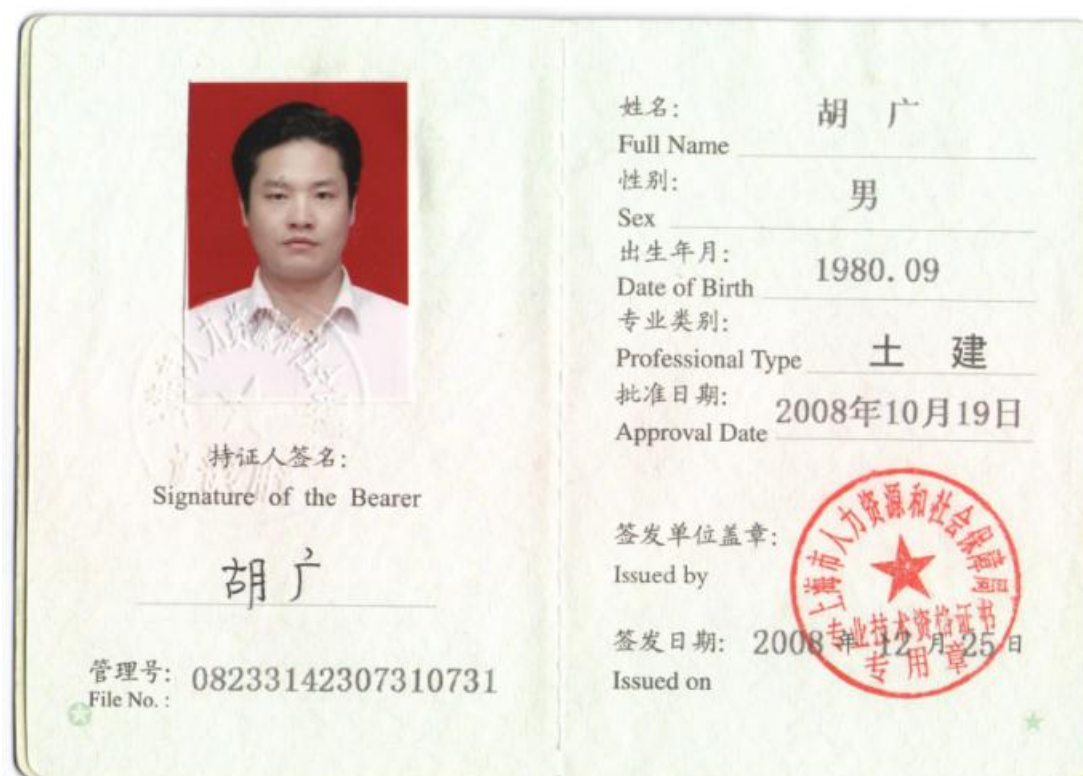 持证人签名:
Signature of the Bearer
胡广
管理号: 08233142307310731
File No. :
姓名: 胡 广
Full Name
性别: 男
Sex
出生年月: 1980.09
Date of Birth
专业类别:
Professional Type 土 建
批准日期: 2008年10月19日
Approval Date
签发单位盖章:
Issued by
上海市人力资源和社会保障局
专业技术资格证书
专用章
签发日期: 2008 年 12 月 25 日
Issued on